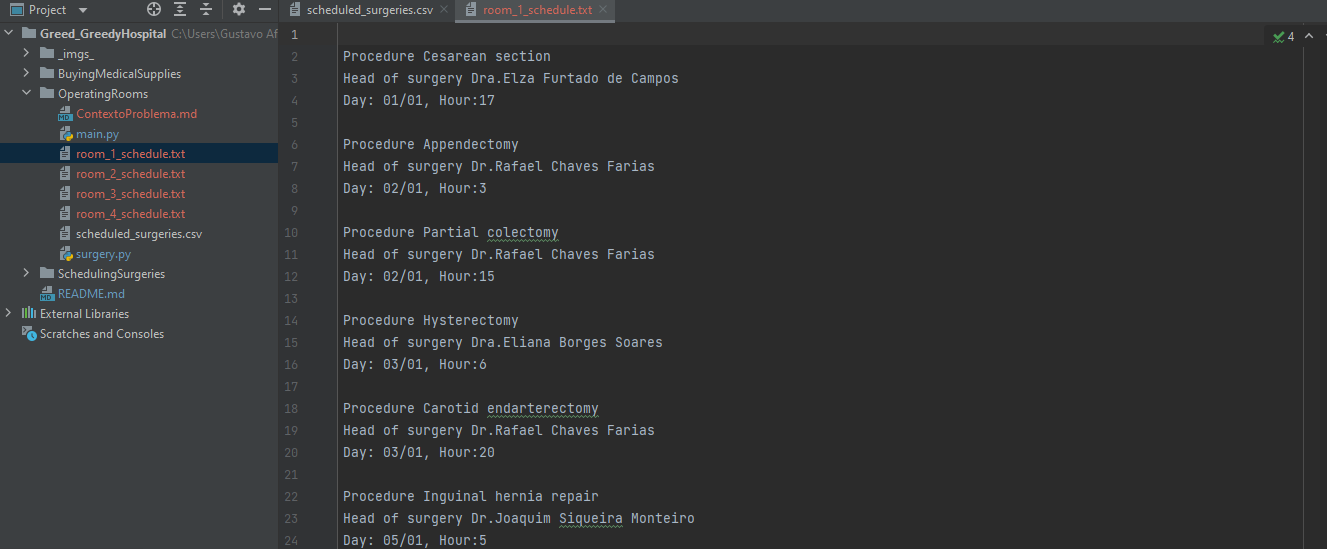 Project
scheduled_surgeries.csv
room_1_schedule.txt
Greed_GreedyHospital C:\Users\Gustavo Af
_imgs_
BuyingMedicalSupplies
OperatingRooms
ContextoProblema.md
main.py
room_1_schedule.txt
room_2_schedule.txt
room_3_schedule.txt
room_4_schedule.txt
scheduled_surgeries.csv
surgery.py
SchedulingSurgeries
README.md
External Libraries
Scratches and Consoles
4
1
2 Procedure Cesarean section
3 Head of surgery Dra.Elza Furtado de Campos
4 Day: 01/01, Hour:17
5
6 Procedure Appendectomy
7 Head of surgery Dr.Rafael Chaves Farias
8 Day: 02/01, Hour:3
9
10 Procedure Partial colectomy
11 Head of surgery Dr.Rafael Chaves Farias
12 Day: 02/01, Hour:15
13
14 Procedure Hysterectomy
15 Head of surgery Dra.Eliana Borges Soares
16 Day: 03/01, Hour:6
17
18 Procedure Carotid endarterectomy
19 Head of surgery Dr.Rafael Chaves Farias
20 Day: 03/01, Hour:20
21
22 Procedure Inguinal hernia repair
23 Head of surgery Dr.Joaquim Siqueira Monteiro
24 Day: 05/01, Hour:5